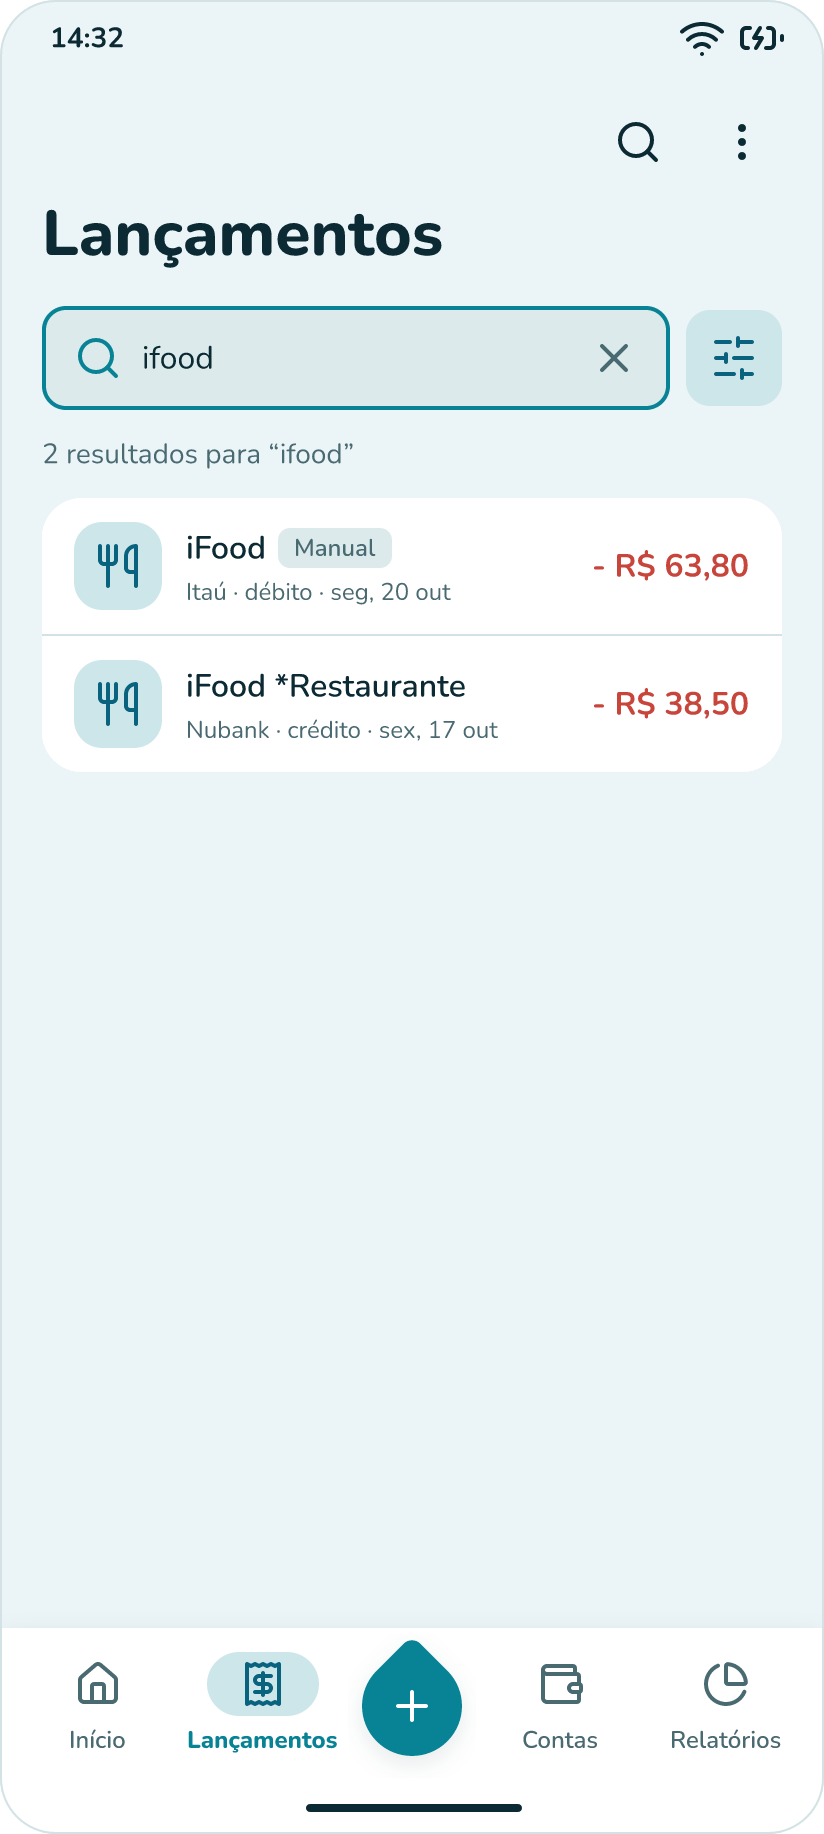 14:32
Lançamentos
ifood
2 resultados para “ifood”
iFood Manual
- R$ 63,80
Itaú · débito · seg, 20 out
iFood *Restaurante
- R$ 38,50
Nubank · crédito · sex, 17 out
Início
Lançamentos
Contas
Relatórios